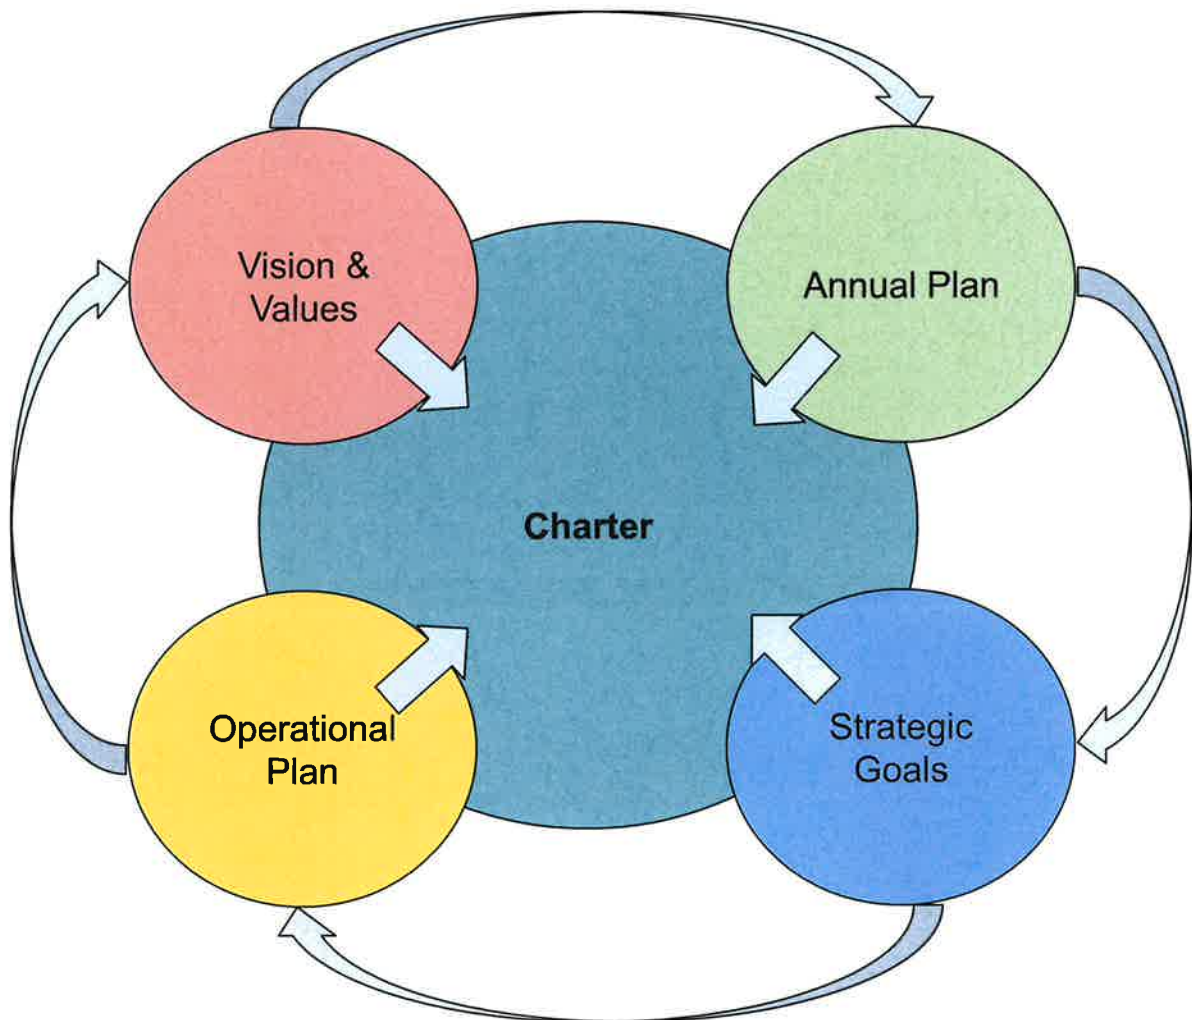 Vision &
Values
Annual Plan
Charter
Operational
Plan
Strategic
Goals